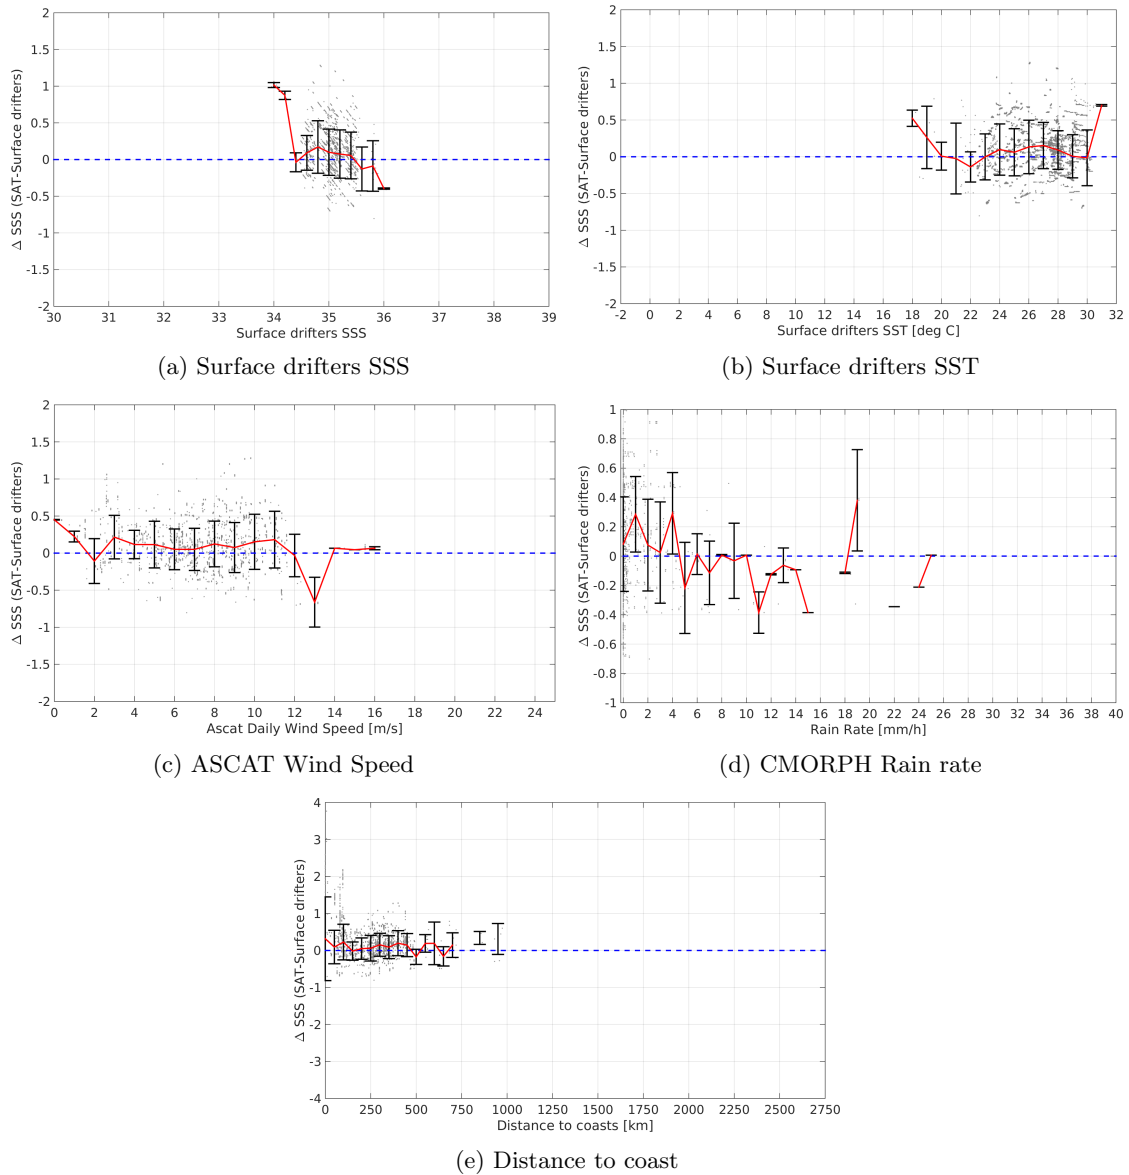 2
1.5
1
0.5
0
-0.5
-1
-1.5
-2
Δ SSS (SAT-Surface drifters)
30 31 32 33 34 35 36 37 38 39
Surface drifters SSS
(a) Surface drifters SSS
2
1.5
1
0.5
0
-0.5
-1
-1.5
-2
Δ SSS (SAT-Surface drifters)
-2 0 2 4 6 8 10 12 14 16 18 20 22 24 26 28 30 32
Surface drifters SST [deg C]
(b) Surface drifters SST
2
1.5
1
0.5
0
-0.5
-1
-1.5
-2
Δ SSS (SAT-Surface drifters)
0 2 4 6 8 10 12 14 16 18 20 22 24
Ascat Daily Wind Speed [m/s]
(c) ASCAT Wind Speed
1
0.8
0.6
0.4
0.2
0
-0.2
-0.4
-0.6
-0.8
-1
Δ SSS (SAT-Surface drifters)
0 2 4 6 8 10 12 14 16 18 20 22 24 26 28 30 32 34 36 38 40
Rain Rate [mm/h]
(d) CMORPH Rain rate
4
3
2
1
0
-1
-2
-3
-4
Δ SSS (SAT-Surface drifters)
0 250 500 750 1000 1250 1500 1750 2000 2250 2500 2750
Distance to coasts [km]
(e) Distance to coast